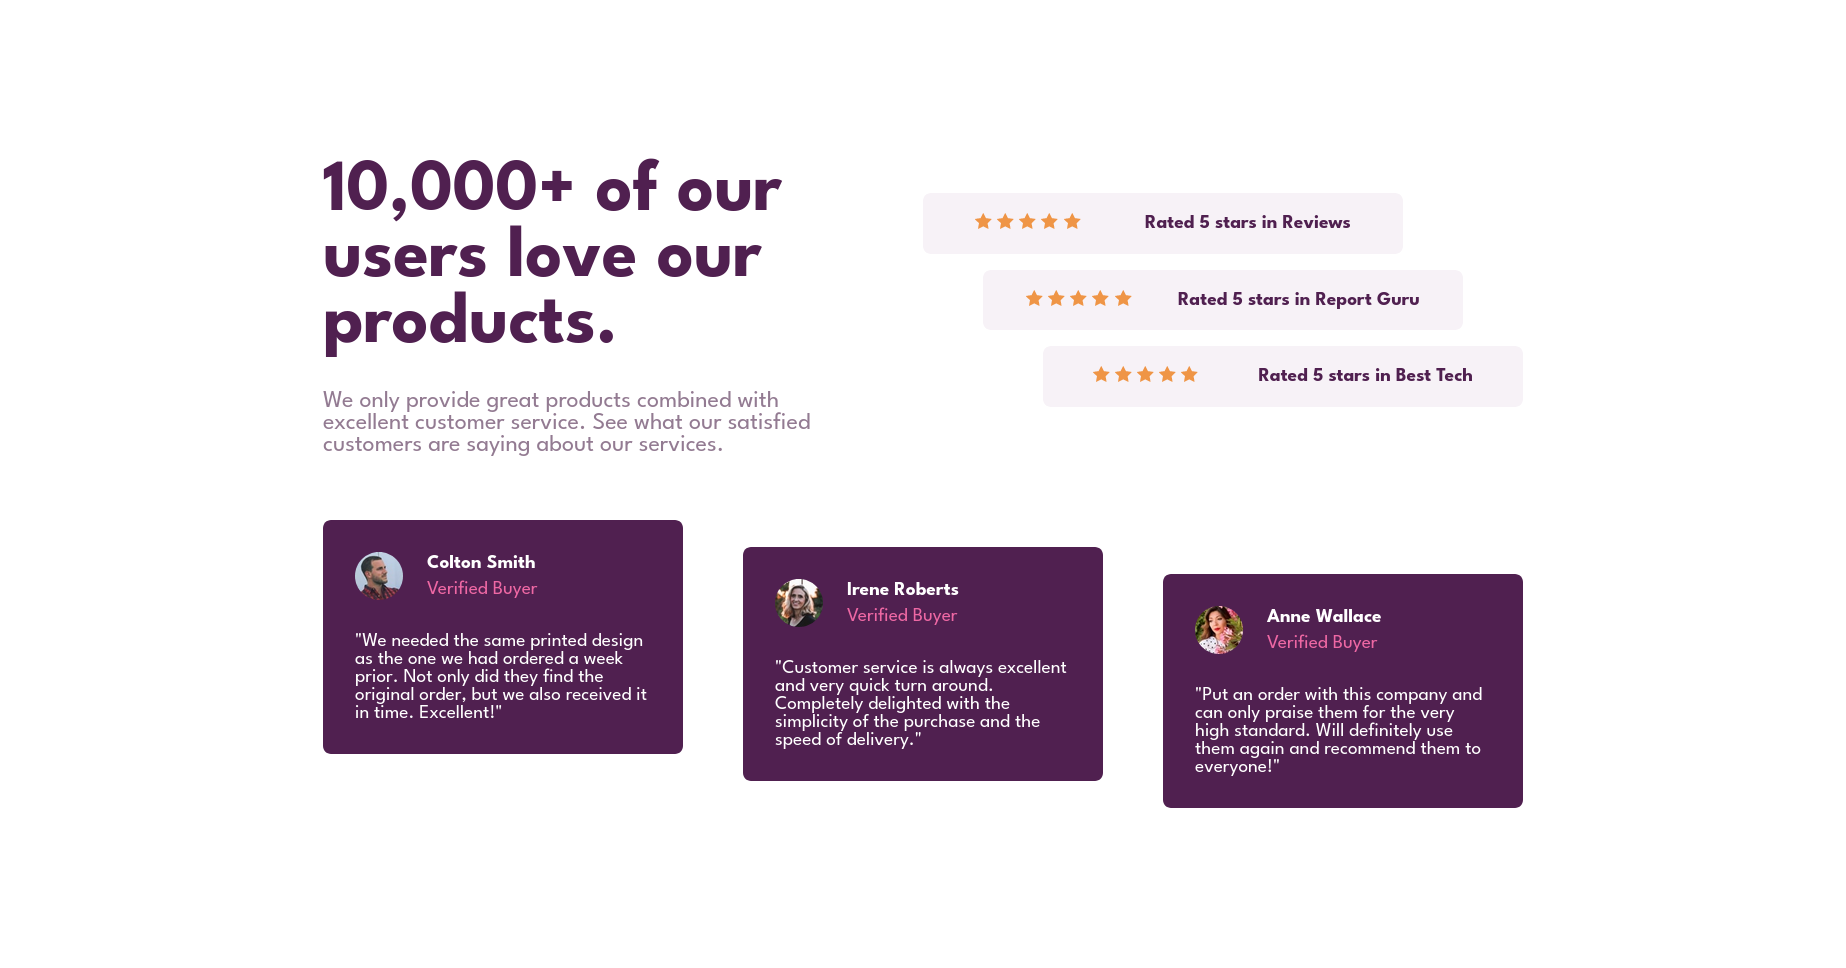 10,000+ of our
users love our
products.
We only provide great products combined with
excellent customer service. See what our satisfied
customers are saying about our services.
Rated 5 stars in Reviews
Rated 5 stars in Report Guru
Rated 5 stars in Best Tech
Colton Smith
Verified Buyer
"We needed the same printed design
as the one we had ordered a week
prior. Not only did they find the
original order, but we also received it
in time. Excellent!"
Irene Roberts
Verified Buyer
"Customer service is always excellent
and very quick turn around.
Completely delighted with the
simplicity of the purchase and the
speed of delivery."
Anne Wallace
Verified Buyer
"Put an order with this company and
can only praise them for the very
high standard. Will definitely use
them again and recommend them to
everyone!"